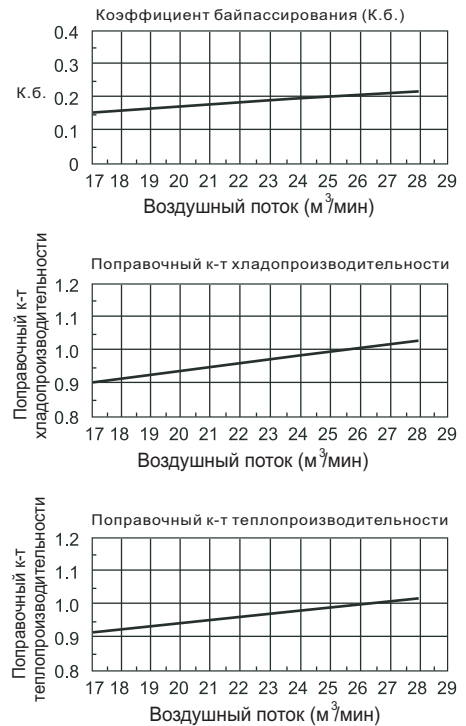 Коэффициент байпассирования (К.б.)
0.4
0.3
К.б. 0.2
0.1
0
17 18 19 20 21 22 23 24 25 26 27 28 29
Воздушный поток (м³/мин)
Поправочный к-т хладопроизводительности
Поправочный к-т
хладопроизводительности
1.2
1.1
1.0
0.9
0.8
17 18 19 20 21 22 23 24 25 26 27 28 29
Воздушный поток (м³/мин)
Поправочный к-т теплопроизводительности
Поправочный к-т
теплопроизводительности
1.2
1.1
1.0
0.9
0.8
17 18 19 20 21 22 23 24 25 26 27 28 29
Воздушный поток (м³/мин)